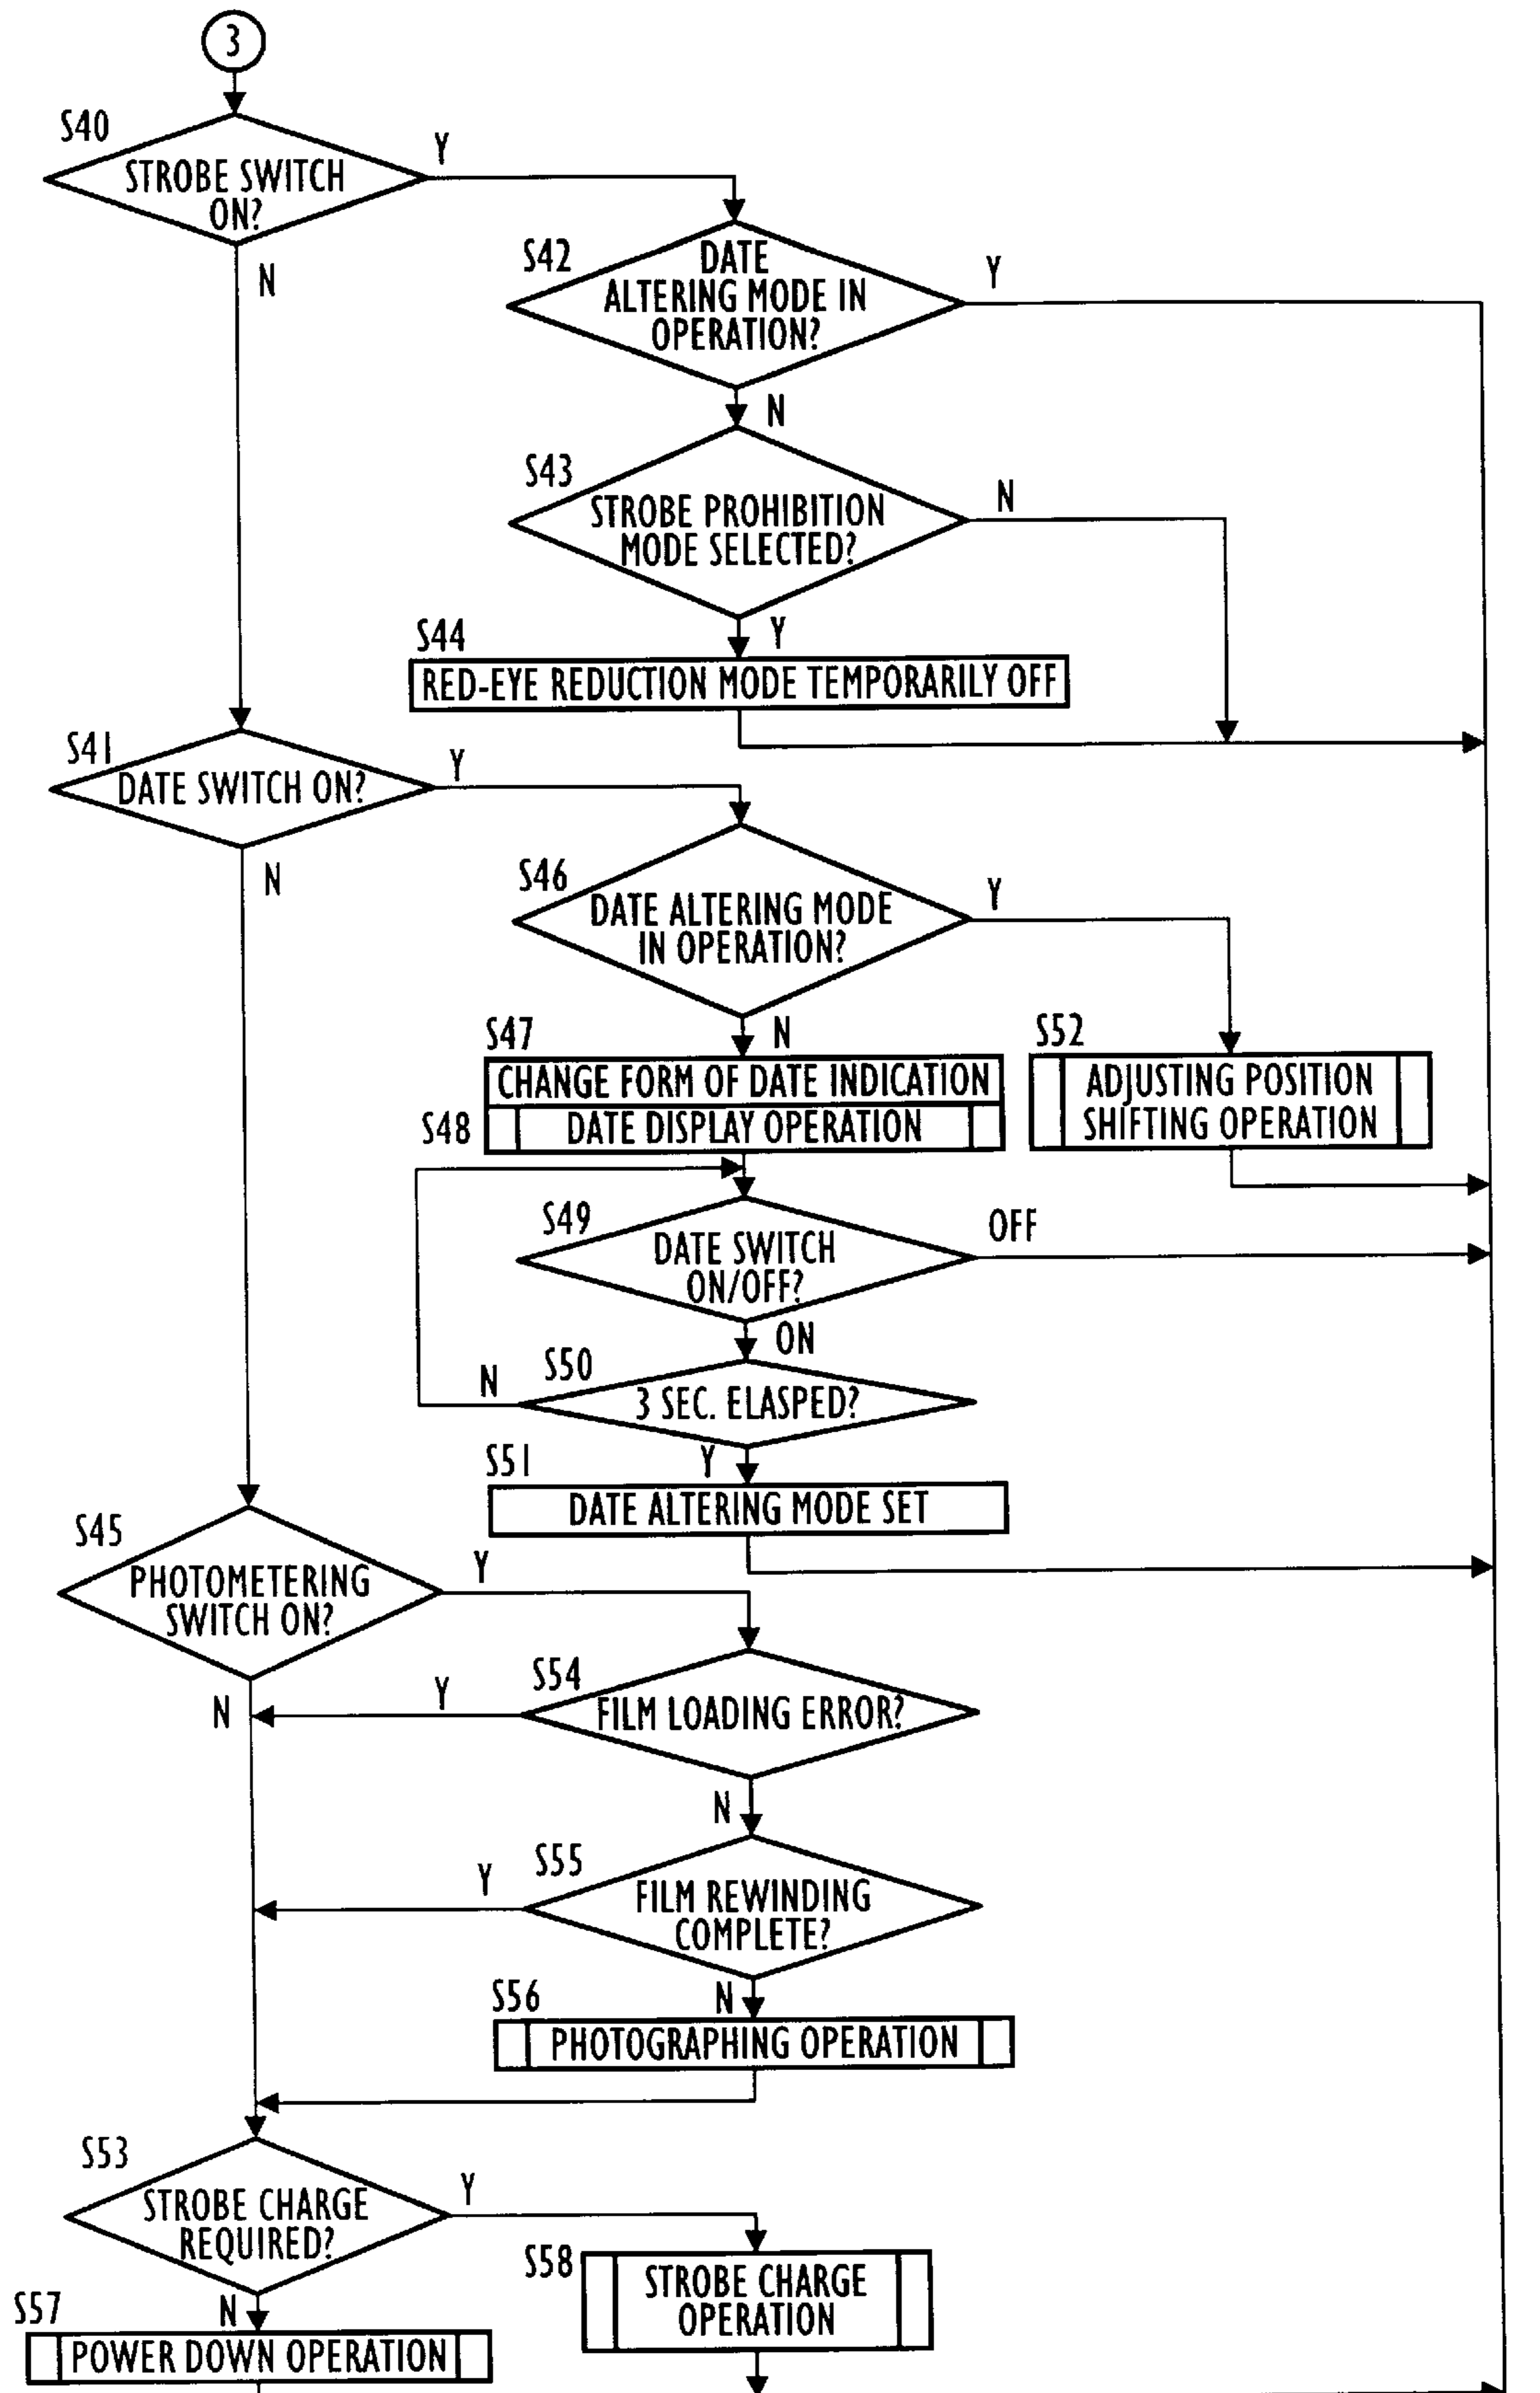 3
S40
STROBE SWITCH
ON?
Y
N
S42
DATE
ALTERING MODE IN
OPERATION?
Y
N
S43
STROBE PROHIBITION
MODE SELECTED?
N
Y
S44
RED-EYE REDUCTION MODE TEMPORARILY OFF
S41
DATE SWITCH ON?
Y
N
S46
DATE ALTERING MODE
IN OPERATION?
Y
N
S47
CHANGE FORM OF DATE INDICATION
S48
DATE DISPLAY OPERATION
S52
ADJUSTING POSITION
SHIFTING OPERATION
S49
DATE SWITCH
ON/OFF?
OFF
ON
S50
3 SEC. ELASPED?
N
Y
S51
DATE ALTERING MODE SET
S45
PHOTOMETERING
SWITCH ON?
Y
N
S54
FILM LOADING ERROR?
Y
N
S55
FILM REWINDING
COMPLETE?
Y
N
S56
PHOTOGRAPHING OPERATION
S53
STROBE CHARGE
REQUIRED?
Y
N
S58
STROBE CHARGE
OPERATION
S57
POWER DOWN OPERATION